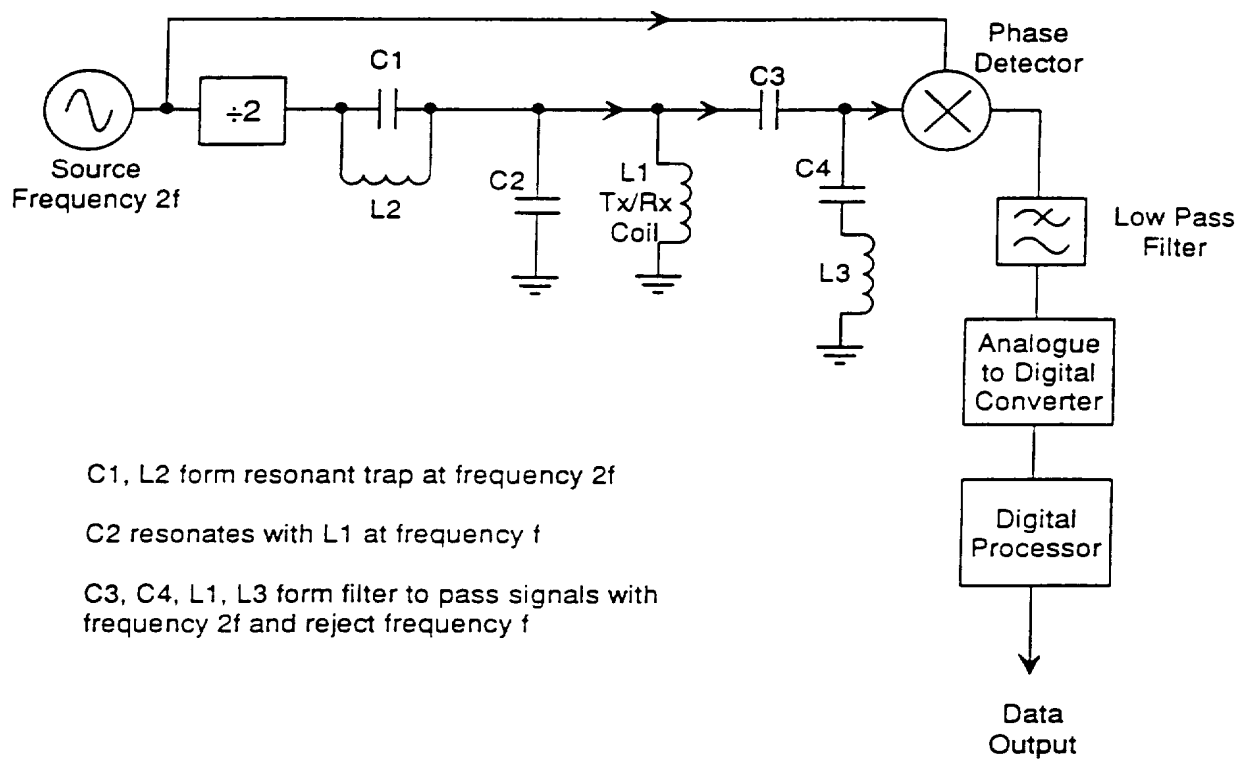 Phase
Detector
C1
C3
÷2
Source
Frequency 2f
L2
C2
L1
Tx/Rx
Coil
C4
L3
Low Pass
Filter
Analogue
to Digital
Converter
Digital
Processor
Data
Output
C1, L2 form resonant trap at frequency 2f
C2 resonates with L1 at frequency f
C3, C4, L1, L3 form filter to pass signals with
frequency 2f and reject frequency f